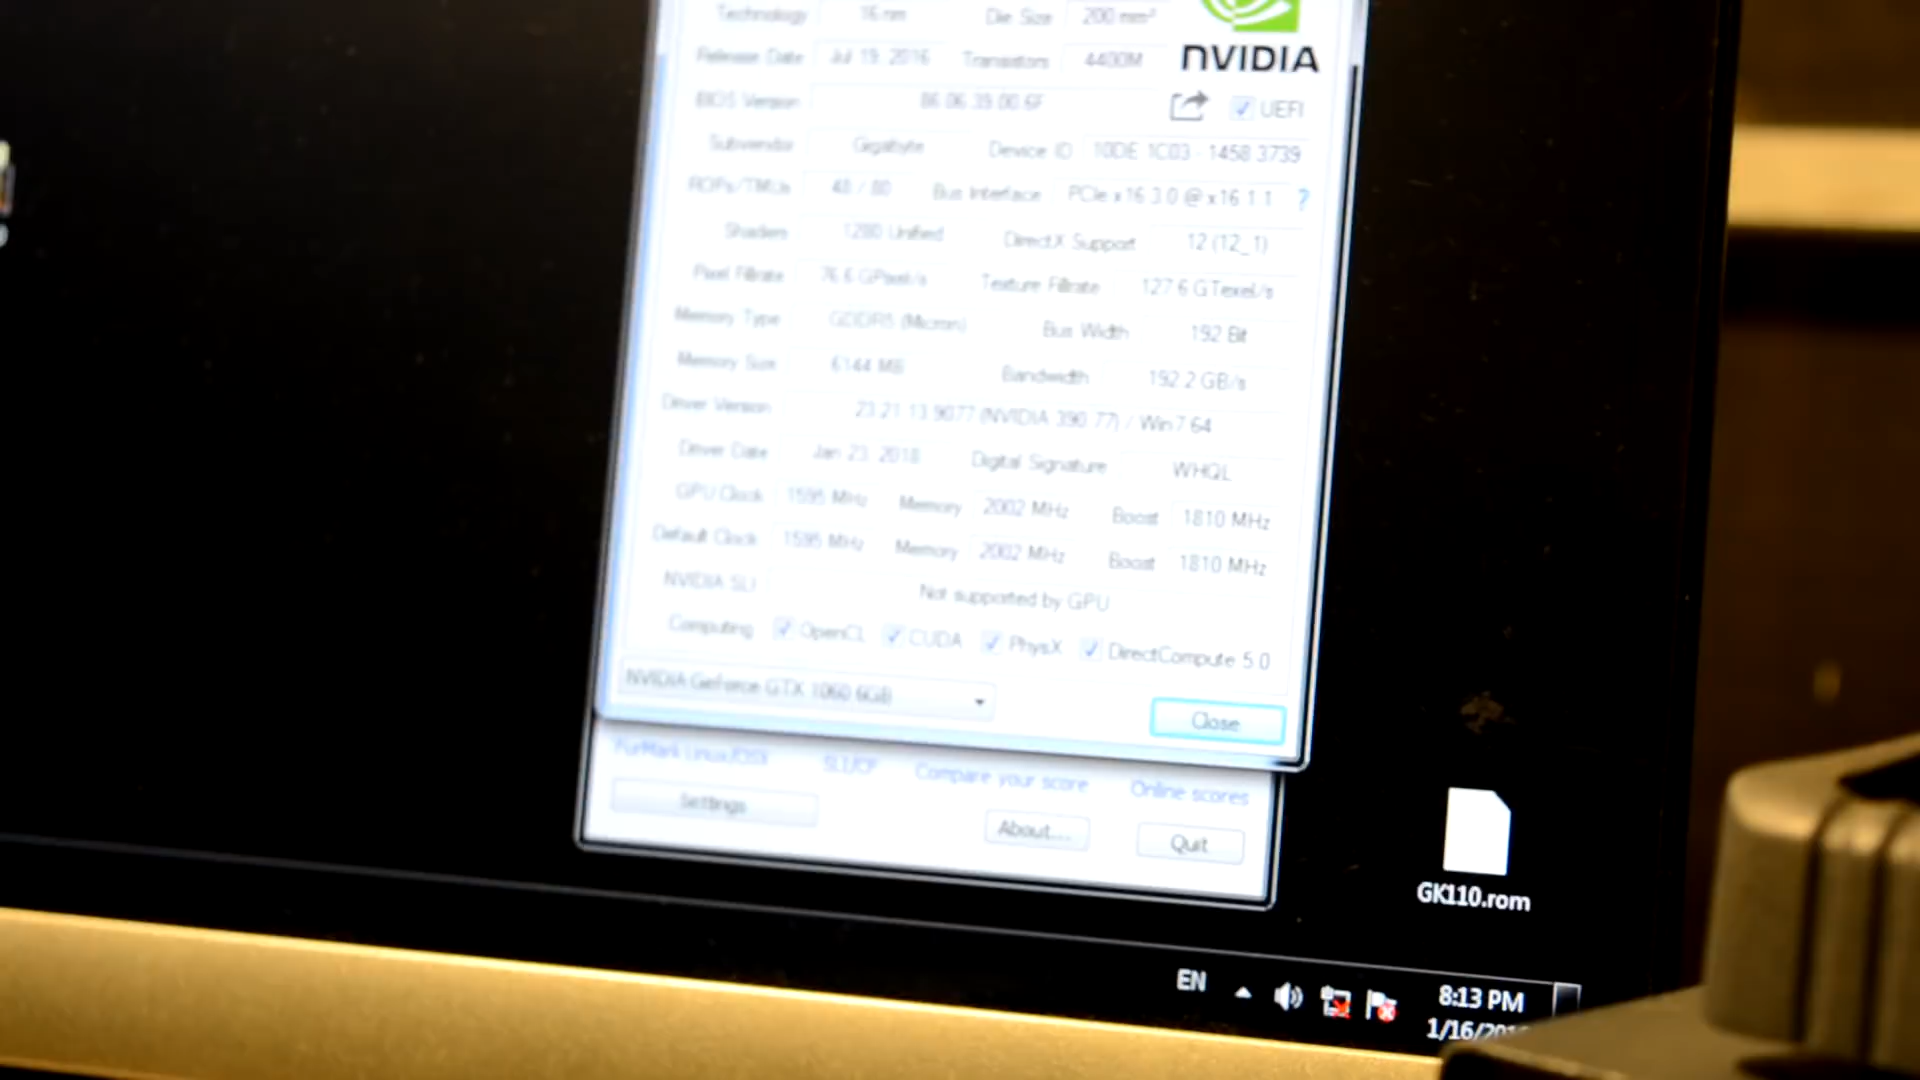 Technology 16 nm Die Size 200 mm²
NVIDIA
Release Date Jul 19, 2016 Transistors 4400M
BIOS Version 86.06.39.00.6F UEFI
Subvendor Gigabyte Device ID 10DE 1C03 - 1458 3739
ROPs/TMUs 48 / 80 Bus Interface PCIe x16 3.0 @ x16 1.1 ?
Shaders 1280 Unified DirectX Support 12 (12_1)
Pixel Fillrate 76.6 GPixel/s Texture Fillrate 127.6 GTexel/s
Memory Type GDDR5 (Micron) Bus Width 192 Bit
Memory Size 6144 MB Bandwidth 192.2 GB/s
Driver Version 23.21.13.9077 (NVIDIA 390.77) / Win7 64
Driver Date Jan 23, 2018 Digital Signature WHQL
GPU Clock 1595 MHz Memory 2002 MHz Boost 1810 MHz
Default Clock 1595 MHz Memory 2002 MHz Boost 1810 MHz
NVIDIA SLI Not supported by GPU
Computing OpenCL CUDA PhysX DirectCompute 5.0
NVIDIA GeForce GTX 1060 6GB Close
FurMark Linux/OSX SLI/CF Compare your score Online scores
Settings About... Quit
GK110.rom
EN 8:13 PM